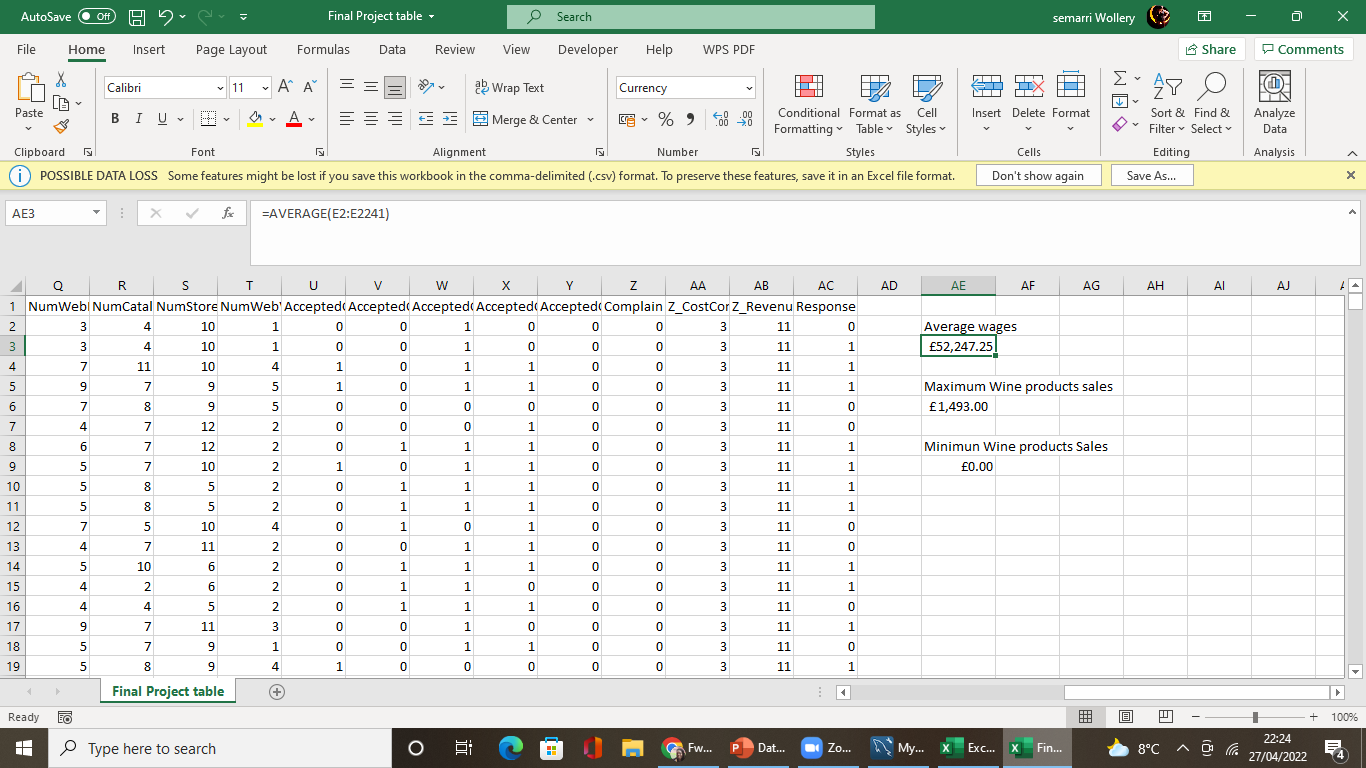 AutoSave Off Final Project table Search semarri Wollery
File Home Insert Page Layout Formulas Data Review View Developer Help WPS PDF Share Comments
Paste Calibri 11 Wrap Text Currency Conditional Formatting Format as Table Cell Styles Insert Delete Format Sort & Filter Find & Select Analyze Data
B I U A Merge & Center % 9
Clipboard Font Alignment Number Styles Cells Editing Analysis
POSSIBLE DATA LOSS Some features might be lost if you save this workbook in the comma-delimited (.csv) format. To preserve these features, save it in an Excel file format. Don't show again Save As...
AE3 fx =AVERAGE(E2:E2241)
Q R S T U V W X Y Z AA AB AC AD AE AF AG AH AI AJ
1 NumWeb NumCatal NumStore NumWeb Accepted Accepted Accepted Accepted Accepted Complain Z_CostCor Z_Revenu Response
2 3 4 10 1 0 0 1 0 0 0 3 11 0 Average wages
3 3 4 10 1 0 0 1 0 0 0 3 11 1 £52,247.25
4 7 11 10 4 1 0 1 1 0 0 3 11 1
5 9 7 9 5 1 0 1 1 0 0 3 11 1 Maximum Wine products sales
6 7 8 9 5 0 0 0 0 0 0 3 11 0 £1,493.00
7 4 7 12 2 0 0 0 1 0 0 3 11 0
8 6 7 12 2 0 1 1 1 0 0 3 11 1 Minimun Wine products Sales
9 5 7 10 2 1 0 1 1 0 0 3 11 1 £0.00
10 5 8 5 2 0 1 1 1 0 0 3 11 1
11 5 8 5 2 0 1 1 1 0 0 3 11 1
12 7 5 10 4 0 1 0 1 0 0 3 11 0
13 4 7 11 2 0 0 1 1 0 0 3 11 0
14 5 10 6 2 0 1 1 1 0 0 3 11 1
15 4 2 6 2 0 1 1 0 0 0 3 11 1
16 4 4 5 2 0 1 1 1 0 0 3 11 0
17 9 7 11 3 0 0 1 0 0 0 3 11 1
18 5 7 9 1 0 0 1 1 0 0 3 11 0
19 5 8 9 4 1 0 0 0 0 0 3 11 1
Final Project table
Ready 100%
Type here to search Fw... Dat... Zo... My... Exc... Fin... 8°C 22:24
27/04/2022 4